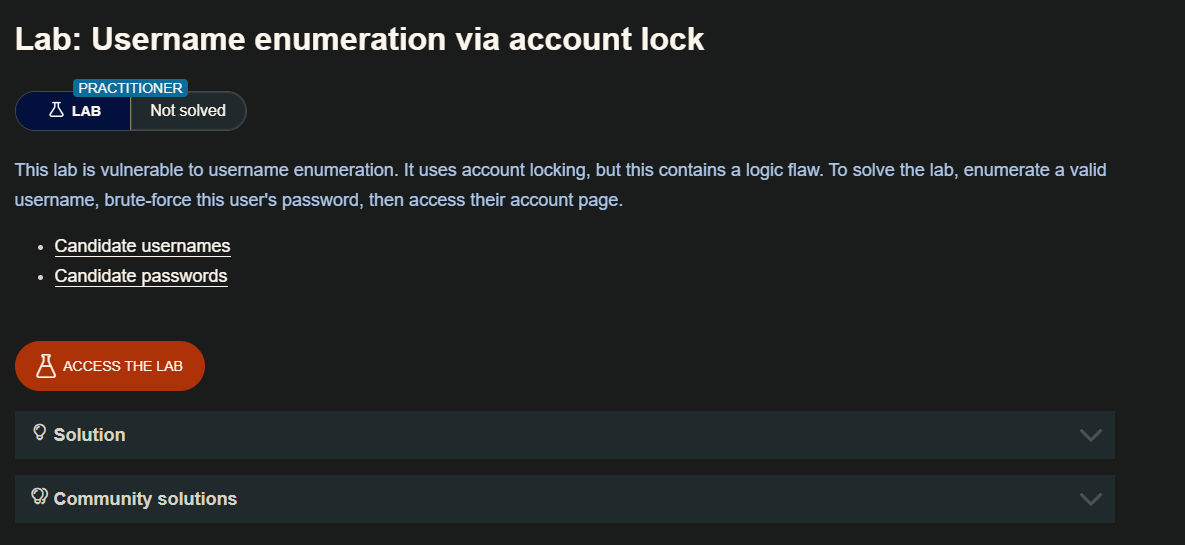 Lab: Username enumeration via account lock
PRACTITIONER
LAB Not solved
This lab is vulnerable to username enumeration. It uses account locking, but this contains a logic flaw. To solve the lab, enumerate a valid
username, brute-force this user's password, then access their account page.
Candidate usernames
Candidate passwords
ACCESS THE LAB
Solution
Community solutions